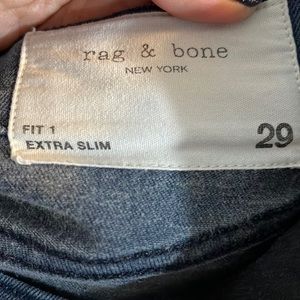 rag & bone
NEW YORK
FIT 1
EXTRA SLIM
29